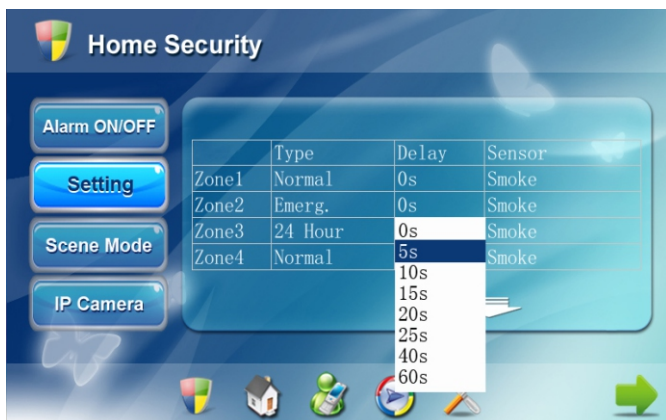 Home Security
Alarm ON/OFF
Setting
Scene Mode
IP Camera
Type Delay Sensor
Zone1 Normal 0s Smoke
Zone2 Emerg. 0s Smoke
Zone3 24 Hour 0s Smoke
Zone4 Normal 5s Smoke
10s
15s
20s
25s
40s
60s